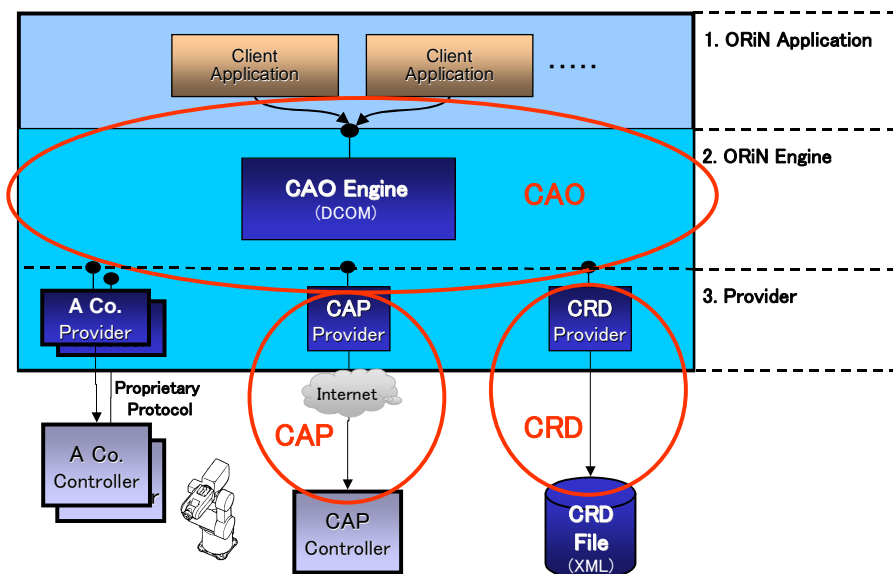 Client
Application
Client
Application
.....
1. ORiN Application
2. ORiN Engine
CAO Engine
(DCOM)
CAO
3. Provider
A Co.
Provider
CAP
Provider
CRD
Provider
Proprietary
Protocol
Internet
CAP
CRD
A Co.
Controller
CAP
Controller
CRD
File
(XML)